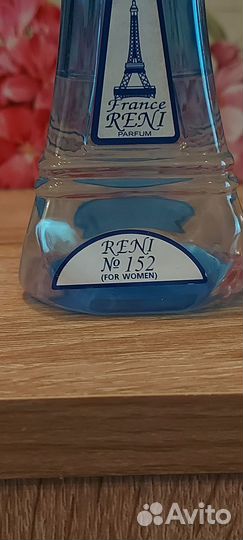 France
RENI
PARFUM
RENI
№ 152
(FOR WOMEN)
Avito